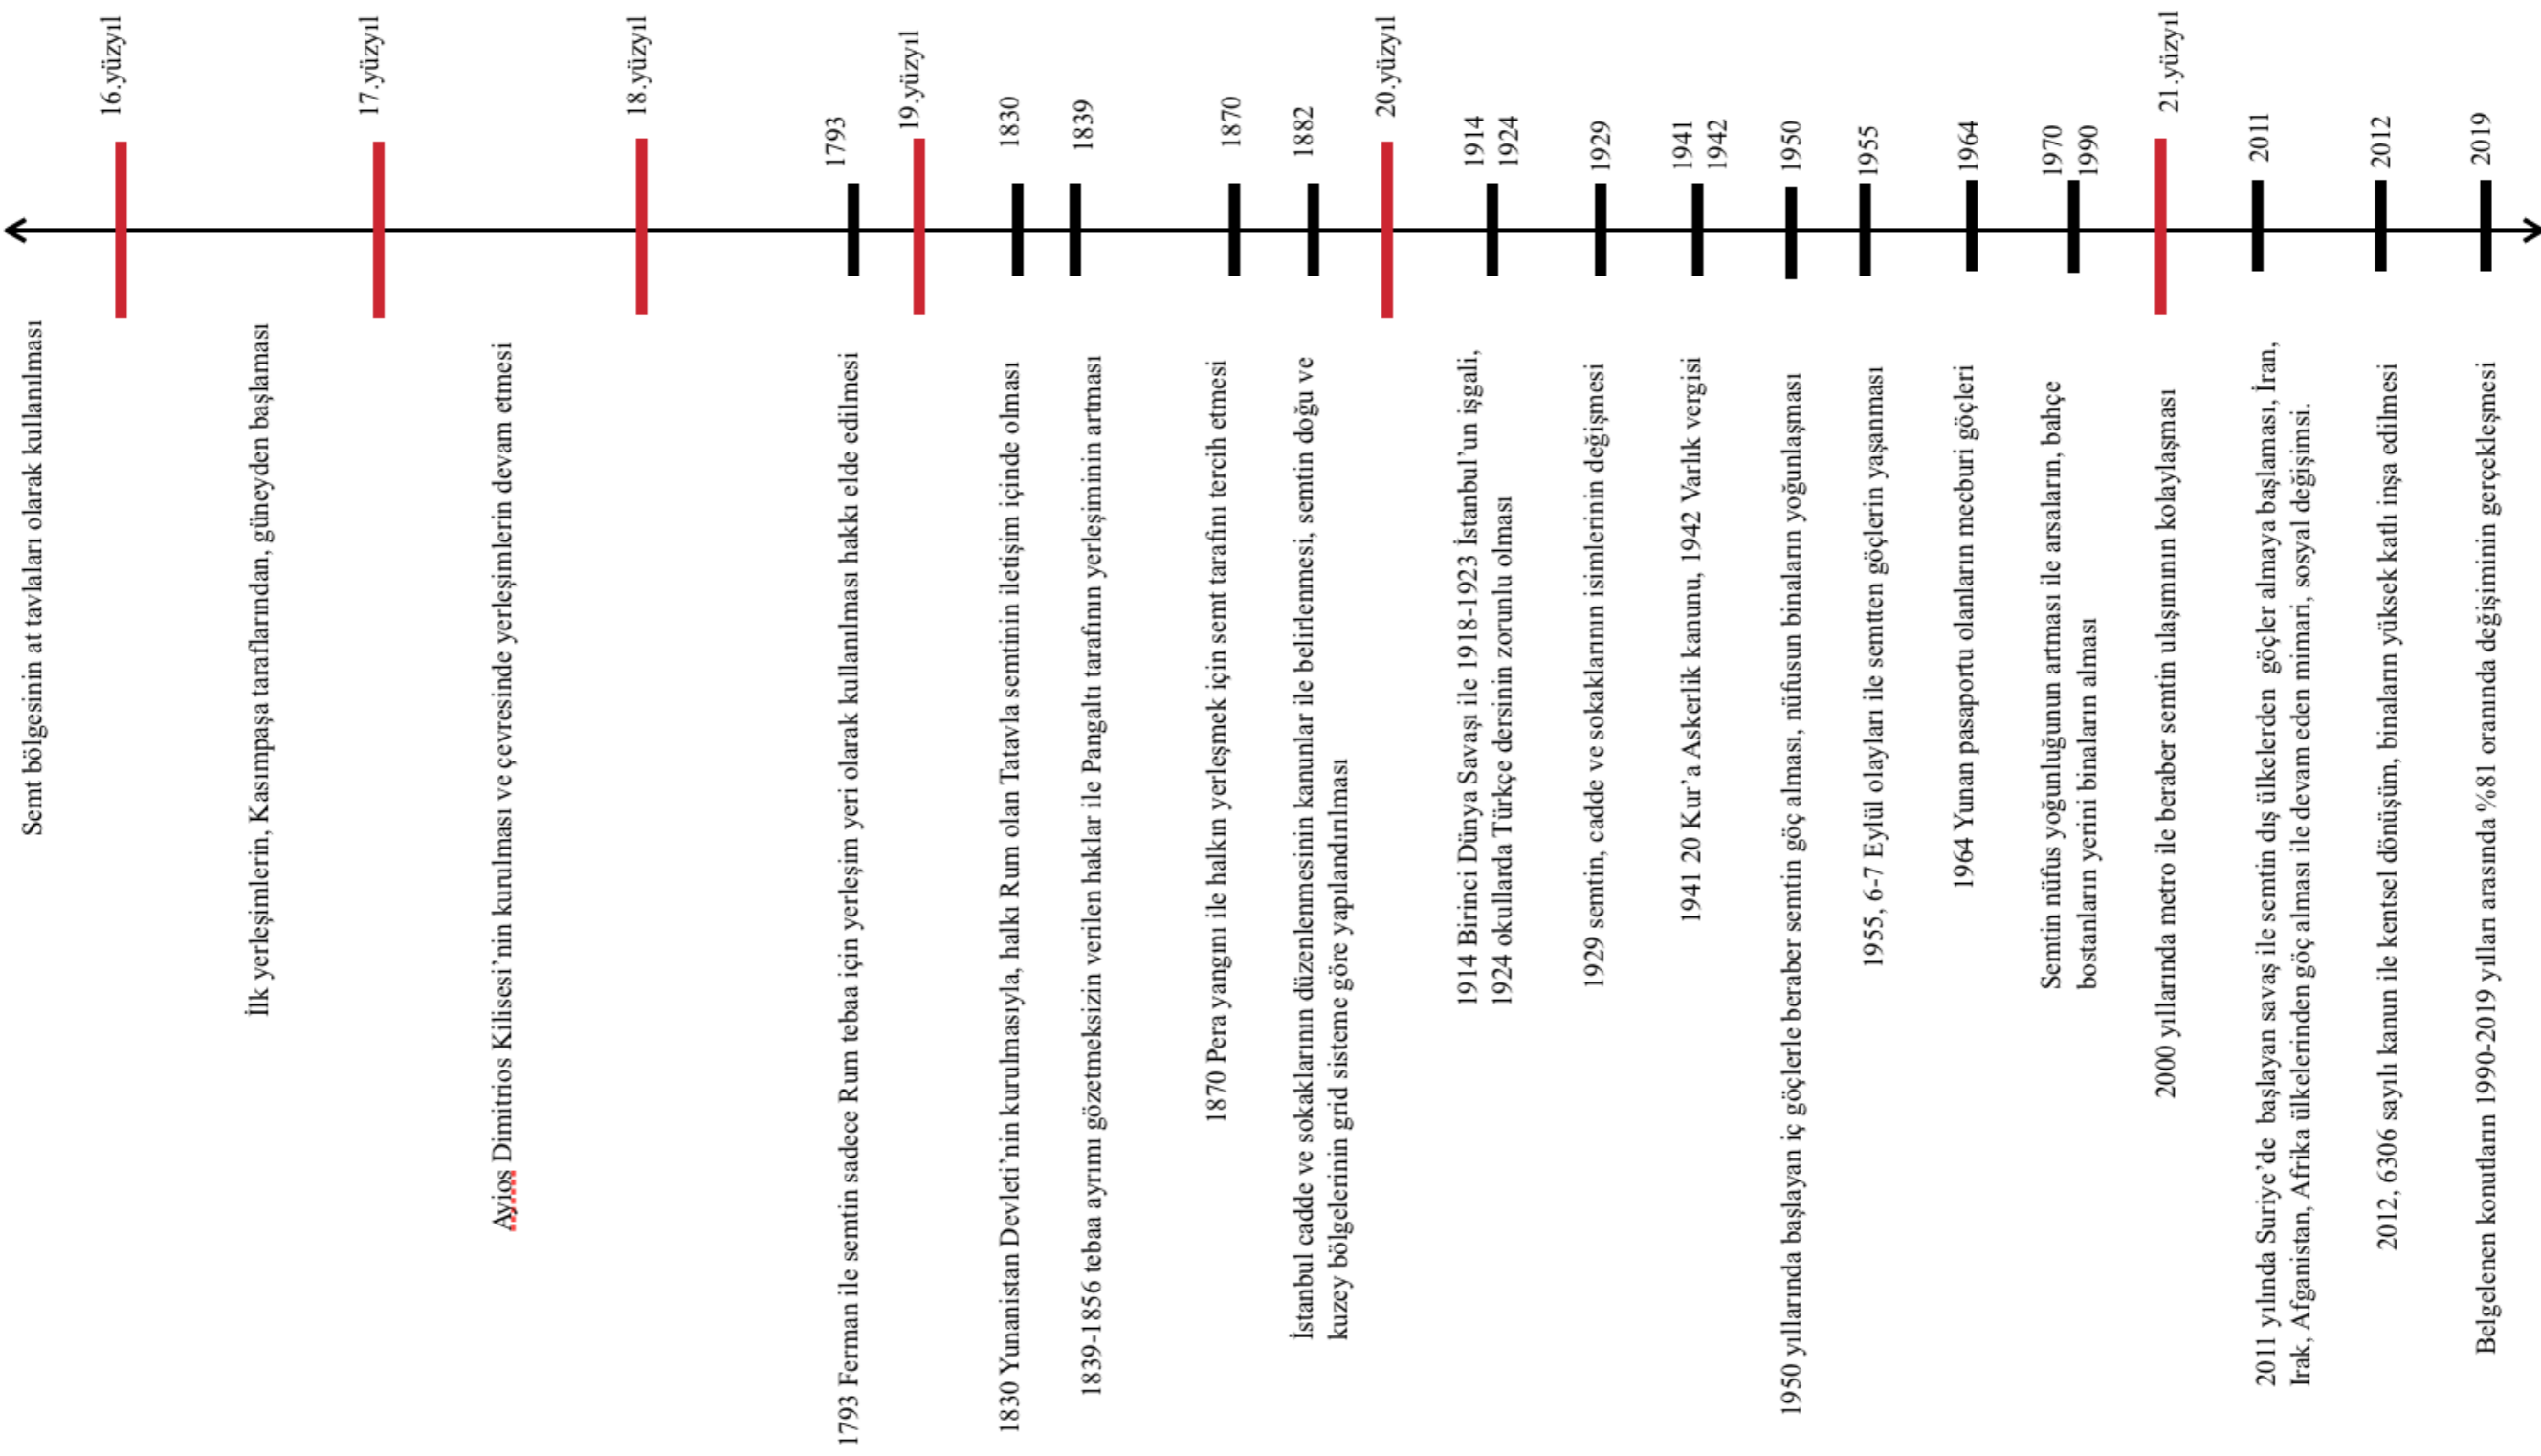 16.yüzyıl
17.yüzyıl
18.yüzyıl
1793
19.yüzyıl
1830
1839
1870
1882
20.yüzyıl
1914
1924
1929
1941
1942
1950
1955
1964
1970
1990
21.yüzyıl
2011
2012
2019
Semt bölgesinin at tavlaları olarak kullanılması
İlk yerleşimlerin, Kasımpaşa taraflarından, güneyden başlaması
Ayios Dimitrios Kilisesi’nin kurulması ve çevresinde yerleşimlerin devam etmesi
1793 Ferman ile semtin sadece Rum tebaa için yerleşim yeri olarak kullanılması hakkı elde edilmesi
1830 Yunanistan Devleti’nin kurulmasıyla, halkı Rum olan Tatavla semtinin iletişim içinde olması
1839-1856 tebaa ayrımı gözetmeksizin verilen haklar ile Pangaltı tarafının yerleşiminin artması
1870 Pera yangını ile halkın yerleşmek için semt tarafını tercih etmesi
İstanbul cadde ve sokaklarının düzenlenmesinin kanunlar ile belirlenmesi, semtin doğu ve
kuzey bölgelerinin grid sisteme göre yapılandırılması
1914 Birinci Dünya Savaşı ile 1918-1923 İstanbul’un işgali,
1924 okullarda Türkçe dersinin zorunlu olması
1929 semtin, cadde ve sokaklarının isimlerinin değişmesi
1941 20 Kur’a Askerlik kanunu, 1942 Varlık vergisi
1950 yıllarında başlayan iç göçlerle beraber semtin göç alması, nüfusun binaların yoğunlaşması
1955, 6-7 Eylül olayları ile semtten göçlerin yaşanması
1964 Yunan pasaportu olanların mecburi göçleri
Semtin nüfus yoğunluğunun artması ile arsaların, bahçe
bostanların yerini binaların alması
2000 yıllarında metro ile beraber semtin ulaşımının kolaylaşması
2011 yılında Suriye’de başlayan savaş ile semtin dış ülkelerden göçler almaya başlaması, İran,
Irak, Afganistan, Afrika ülkelerinden göç alması ile devam eden mimari, sosyal değişimsi.
2012, 6306 sayılı kanun ile kentsel dönüşüm, binaların yüksek katlı inşa edilmesi
Belgelenen konutların 1990-2019 yılları arasında %81 oranında değişiminin gerçekleşmesi